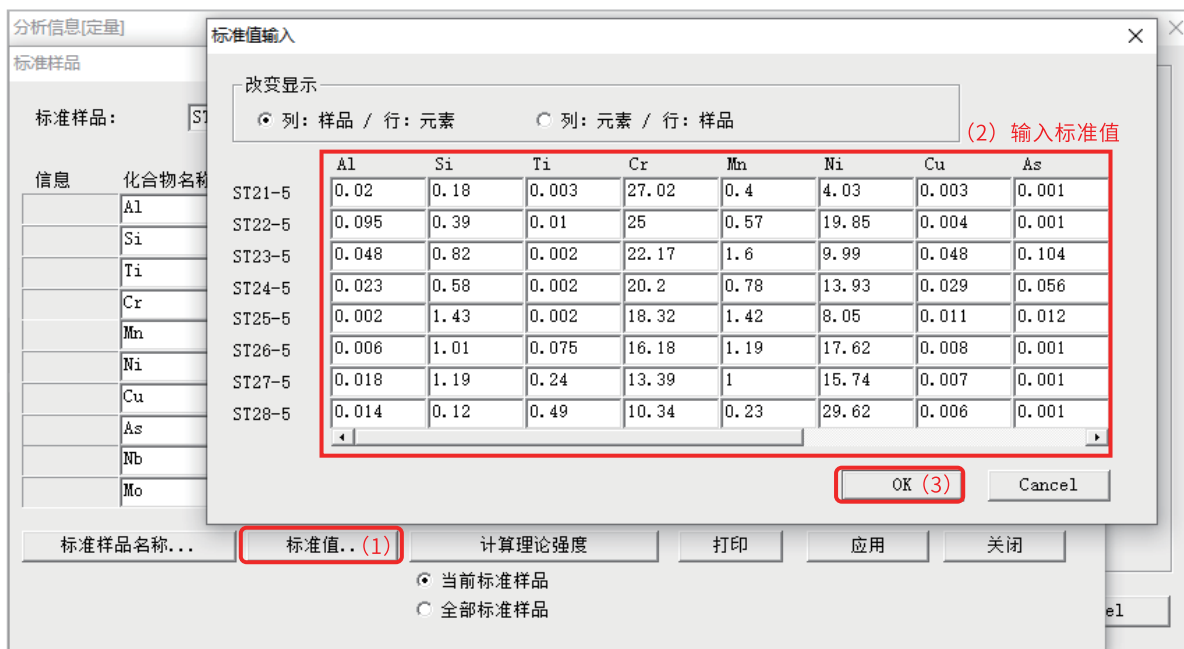 分析信息[定量]
标准样品
标准样品:
ST
信息 化合物名称
Al
Si
Ti
Cr
Mn
Ni
Cu
As
Nb
Mo
标准值输入
改变显示
列: 样品 / 行: 元素 列: 元素 / 行: 样品
(2) 输入标准值
Al Si Ti Cr Mn Ni Cu As
ST21-5 0.02 0.18 0.003 27.02 0.4 4.03 0.003 0.001
ST22-5 0.095 0.39 0.01 25 0.57 19.85 0.004 0.001
ST23-5 0.048 0.82 0.002 22.17 1.6 9.99 0.048 0.104
ST24-5 0.023 0.58 0.002 20.2 0.78 13.93 0.029 0.056
ST25-5 0.002 1.43 0.002 18.32 1.42 8.05 0.011 0.012
ST26-5 0.006 1.01 0.075 16.18 1.19 17.62 0.008 0.001
ST27-5 0.018 1.19 0.24 13.39 1 15.74 0.007 0.001
ST28-5 0.014 0.12 0.49 10.34 0.23 29.62 0.006 0.001
OK (3) Cancel
标准样品名称... 标准值.. (1) 计算理论强度 打印 应用 关闭
当前标准样品
全部标准样品
el